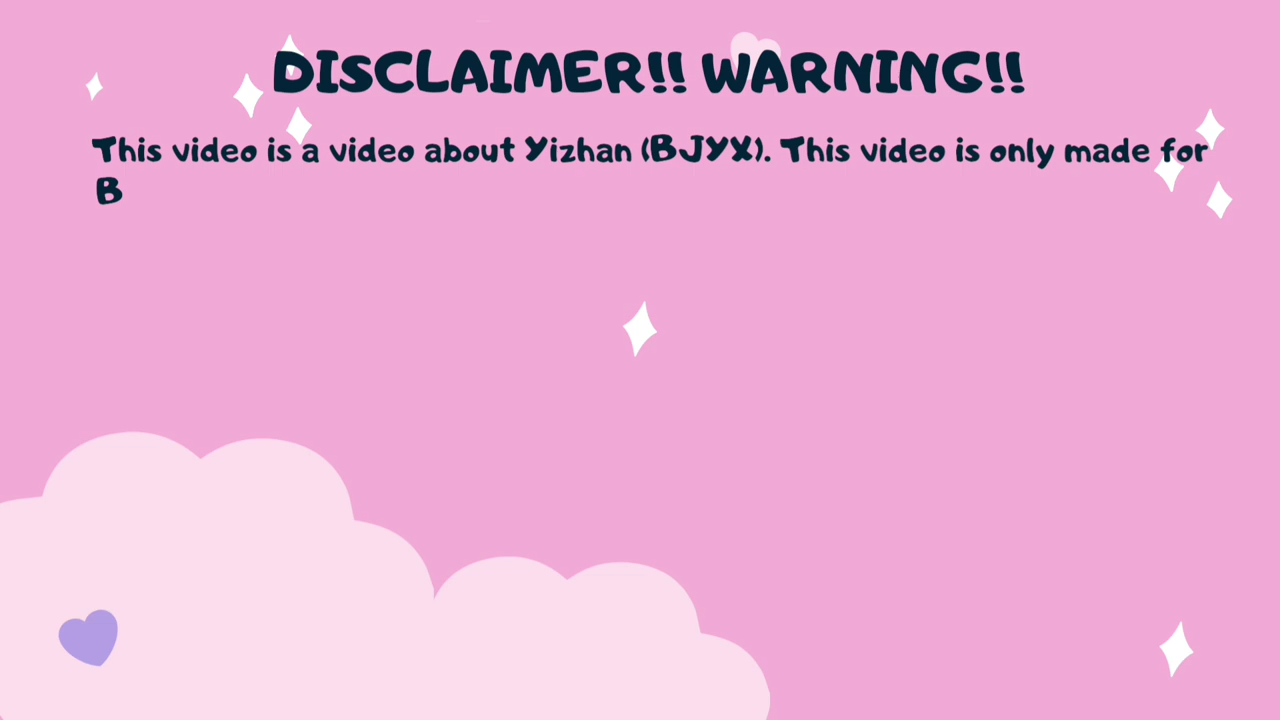 DISCLAIMER!! WARNING!!
This video is a video about Yizhan (BJYX). This video is only made for
B